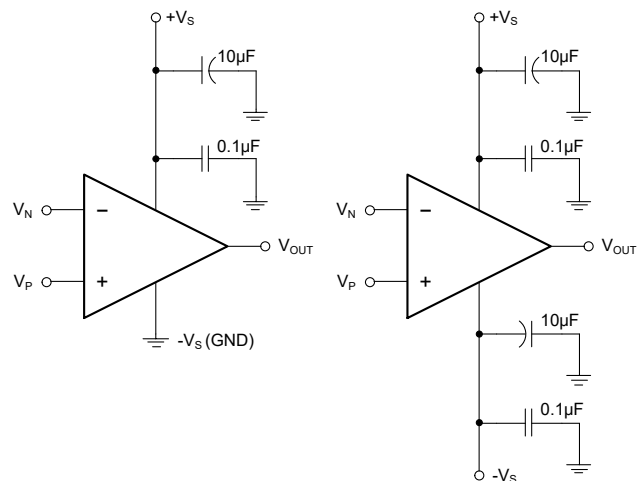 +VS
10µF
0.1µF
VN
−
VP
+
VOUT
-VS (GND)
+VS
10µF
0.1µF
VN
−
VP
+
VOUT
10µF
0.1µF
-VS